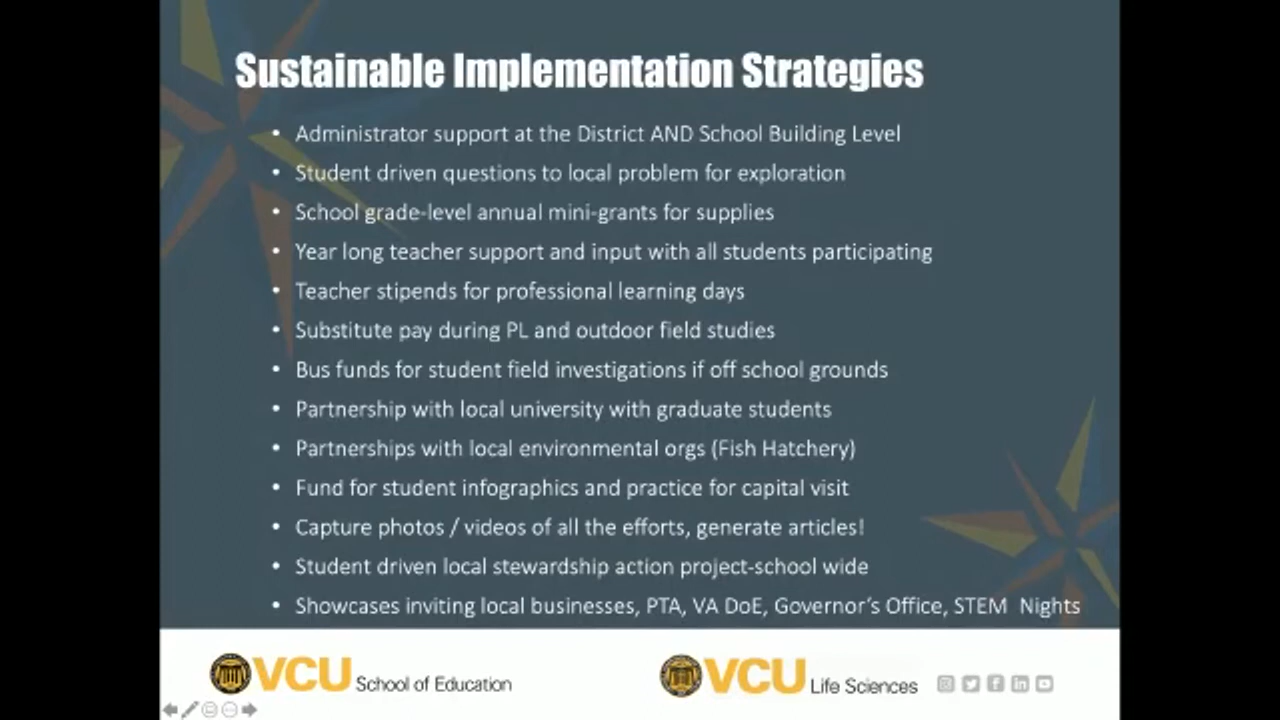 Sustainable Implementation Strategies
• Administrator support at the District AND School Building Level
• Student driven questions to local problem for exploration
• School grade-level annual mini-grants for supplies
• Year long teacher support and input with all students participating
• Teacher stipends for professional learning days
• Substitute pay during PL and outdoor field studies
• Bus funds for student field investigations if off school grounds
• Partnership with local university with graduate students
• Partnerships with local environmental orgs (Fish Hatchery)
• Fund for student infographics and practice for capital visit
• Capture photos / videos of all the efforts, generate articles!
• Student driven local stewardship action project-school wide
• Showcases inviting local businesses, PTA, VA DoE, Governor's Office, STEM  Nights
VCU School of Education
VCU Life Sciences